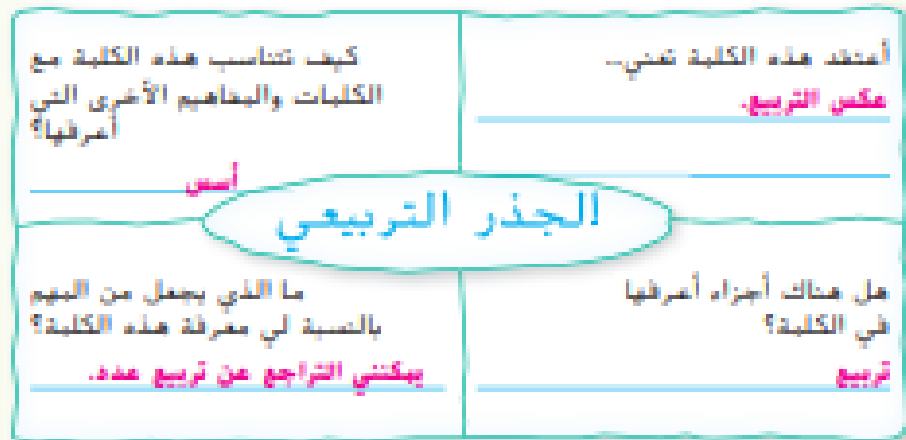 أعتقد هذه الكلمة تعني..
عكس التربيع.
كيف تتناسب هذه الكلمة مع
الكلمات والمفاهيم الأخرى التي
أعرفها؟
أسس
الجذر التربيعي
هل هناك أجزاء أعرفها
في الكلمة؟
تربيع
ما الذي يجعل من المهم
بالنسبة لي معرفة هذه الكلمة؟
يمكنني التراجع عن تربيع عدد.